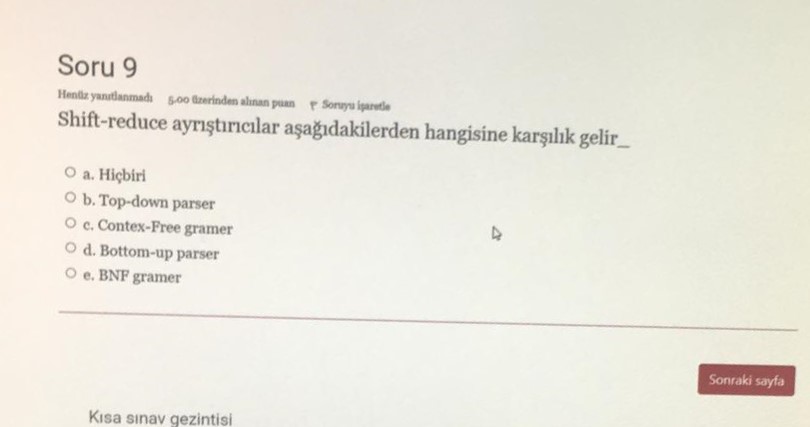 Soru 9
Henüz yanıtlanmadı 5,00 üzerinden alınan puan Soruyu işaretle
Shift-reduce ayrıştırıcılar aşağıdakilerden hangisine karşılık gelir_
a. Hiçbiri
b. Top-down parser
c. Contex-Free gramer
d. Bottom-up parser
e. BNF gramer
Sonraki sayfa
Kısa sınav gezintisi